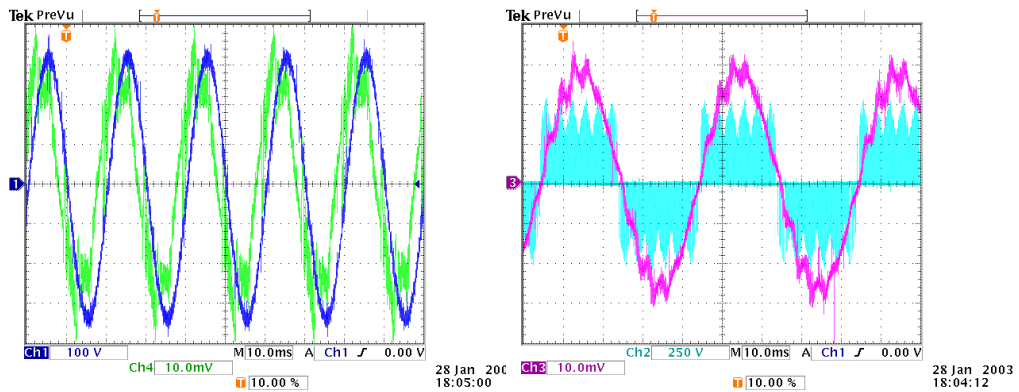 Tek PreVu
T
T
1
Ch1 100 V M 10.0ms A Ch1 0.00 V
Ch4 10.0mV
T 10.00 %
28 Jan 200
18:05:00
Tek PreVu
T
T
3
Ch2 250 V M 10.0ms A Ch1 0.00 V
Ch3 10.0mV
T 10.00 %
28 Jan 2003
18:04:12